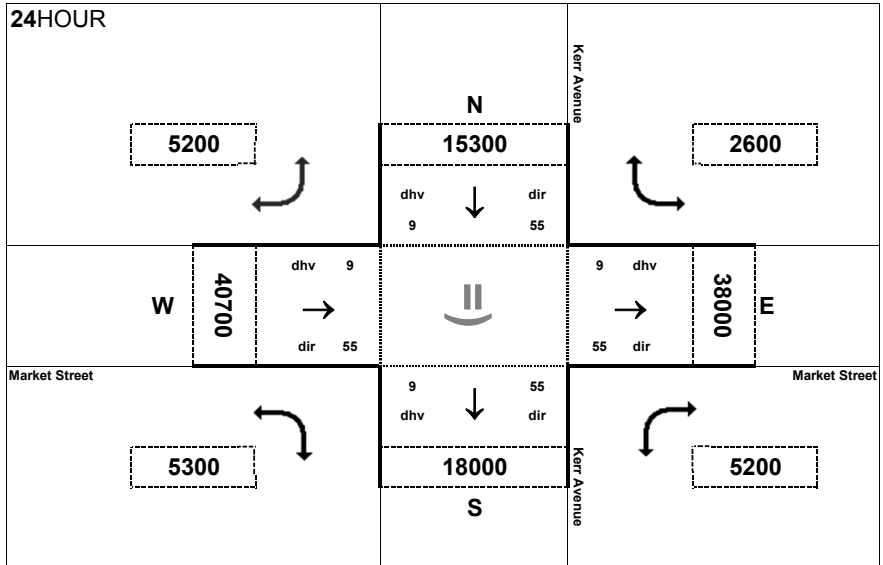 24HOUR
Kerr Avenue
N
5200
15300
2600
dhv
dir
9
55
dhv 9
9 dhv
W
40700
38000
E
dir 55
55 dir
Market Street
Market Street
9
55
dhv
dir
5300
18000
5200
Kerr Avenue
S